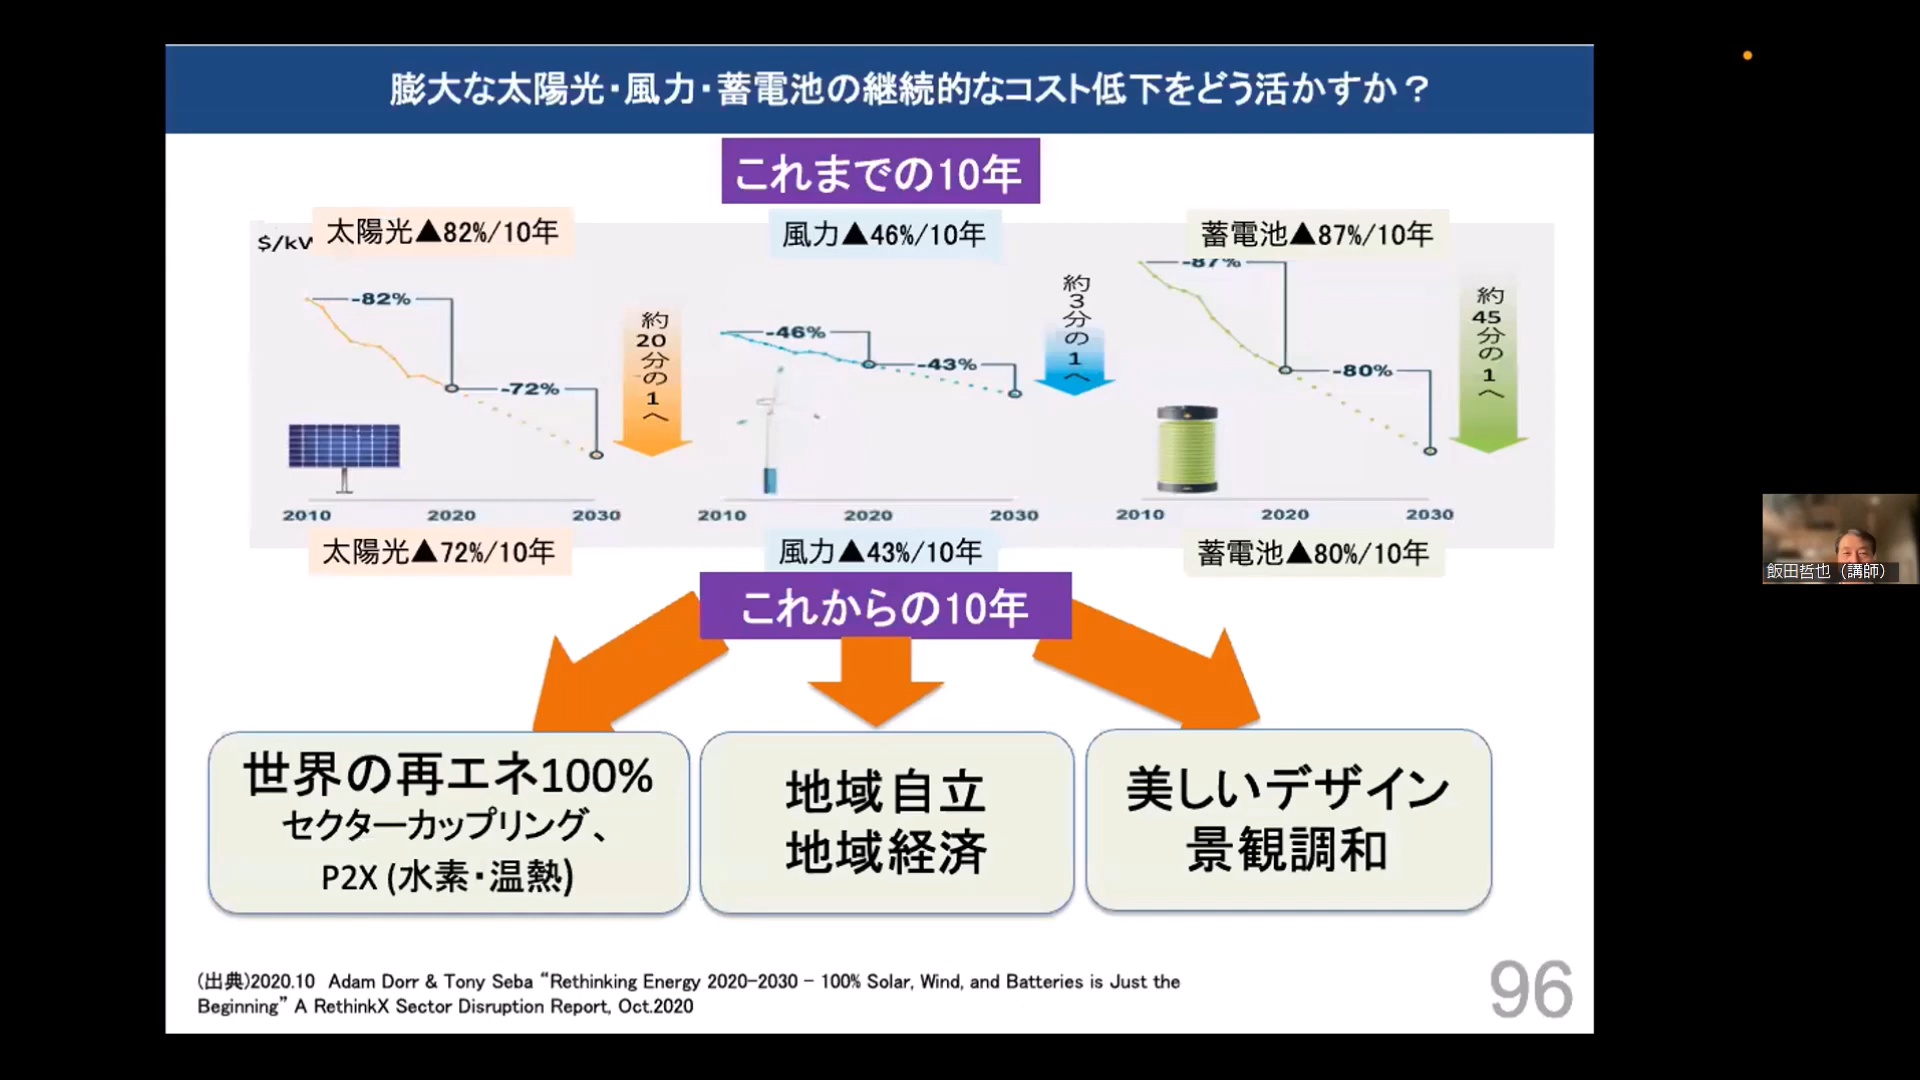 膨大な太陽光・風力・蓄電池の継続的なコスト低下をどう活かすか？
これまでの10年
太陽光▲82%/10年
風力▲46%/10年
蓄電池▲87%/10年
$/kW
-82%
-72%
約20分の1へ
2010 2020 2030
-46%
-43%
約3分の1へ
2010 2020 2030
-87%
-80%
約45分の1へ
2010 2020 2030
太陽光▲72%/10年
風力▲43%/10年
蓄電池▲80%/10年
これからの10年
世界の再エネ100%
セクターカップリング、
P2X (水素・温熱)
地域自立
地域経済
美しいデザイン
景観調和
(出典)2020.10 Adam Dorr & Tony Seba “Rethinking Energy 2020-2030 - 100% Solar, Wind, and Batteries is Just the
Beginning” A RethinkX Sector Disruption Report, Oct.2020
96
飯田哲也（講師）